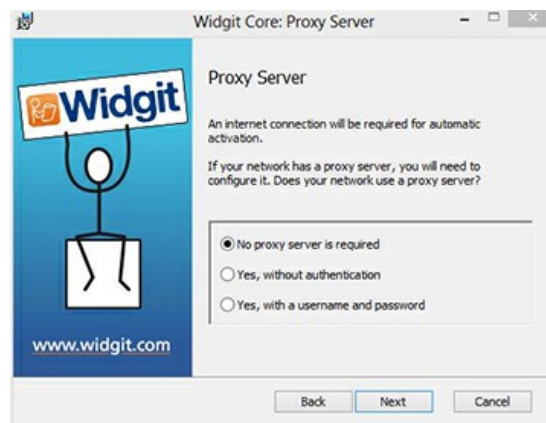 Widgit Core: Proxy Server
Widgit
Proxy Server
An internet connection will be required for automatic
activation.
If your network has a proxy server, you will need to
configure it. Does your network use a proxy server?
No proxy server is required
Yes, without authentication
Yes, with a username and password
www.widgit.com
Back Next Cancel